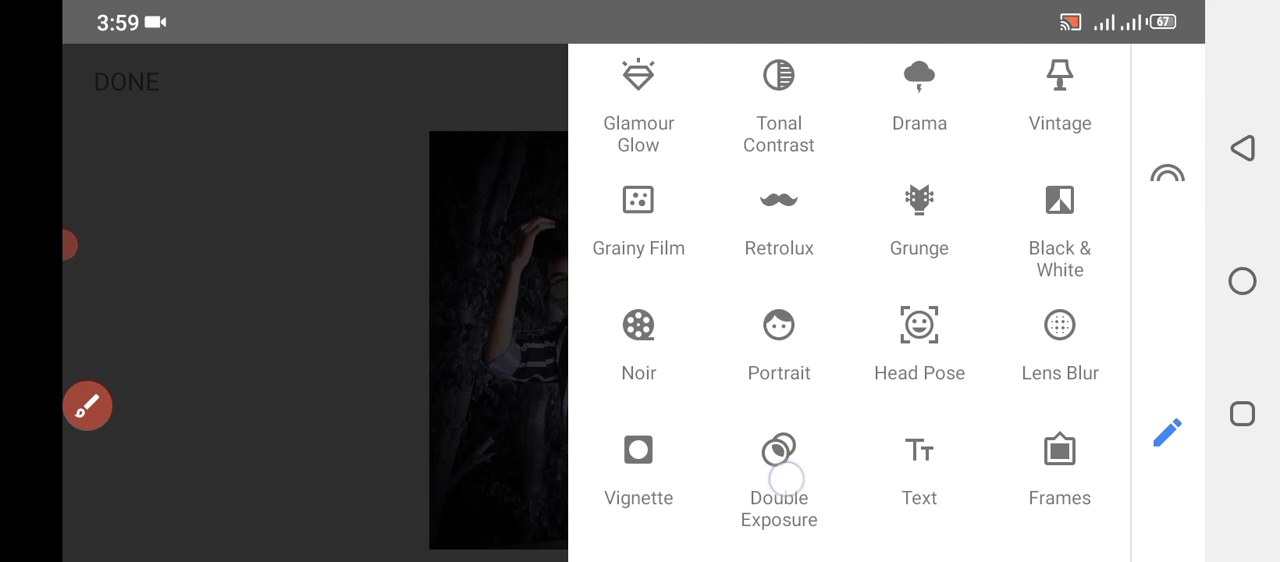 3:59
67
DONE
Glamour
Glow
Tonal
Contrast
Drama
Vintage
Grainy Film
Retrolux
Grunge
Black &
White
Noir
Portrait
Head Pose
Lens Blur
Vignette
Double
Exposure
Text
Frames